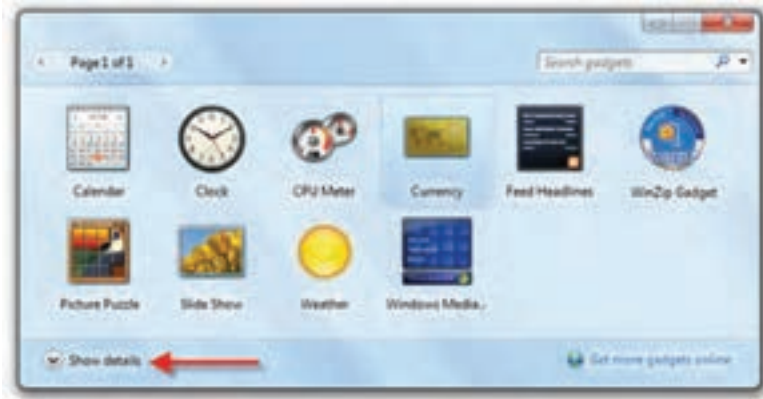 Page 1 of 1
Search gadgets
Calendar
Clock
CPU Meter
Currency
Feed Headlines
WinZip Gadget
Picture Puzzle
Slide Show
Weather
Windows Media...
Show details
Get more gadgets online